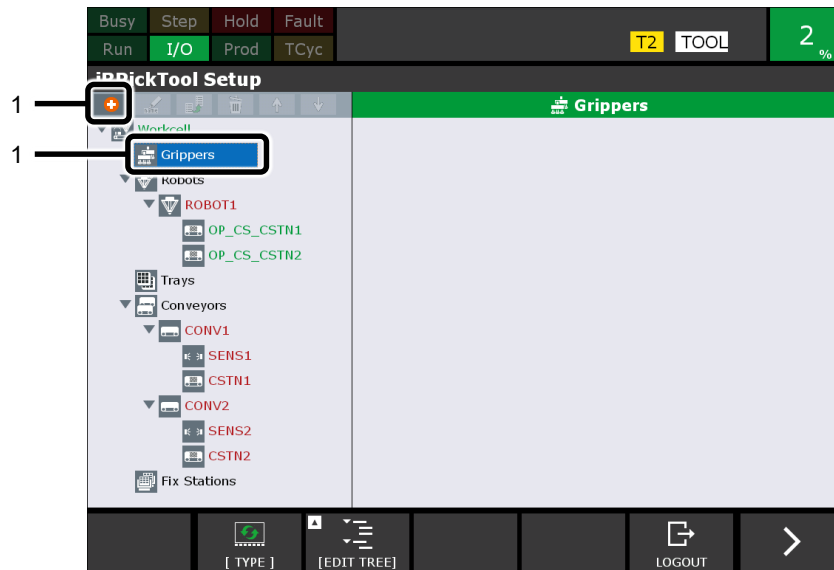 Busy Step Hold Fault
Run I/O Prod TCyc
T2 TOOL
2 %
iRPickTool Setup
1
Grippers
Workcell
1
Grippers
Robots
ROBOT1
OP_CS_CSTN1
OP_CS_CSTN2
Trays
Conveyors
CONV1
SENS1
CSTN1
CONV2
SENS2
CSTN2
Fix Stations
[ TYPE ] [EDIT TREE] LOGOUT